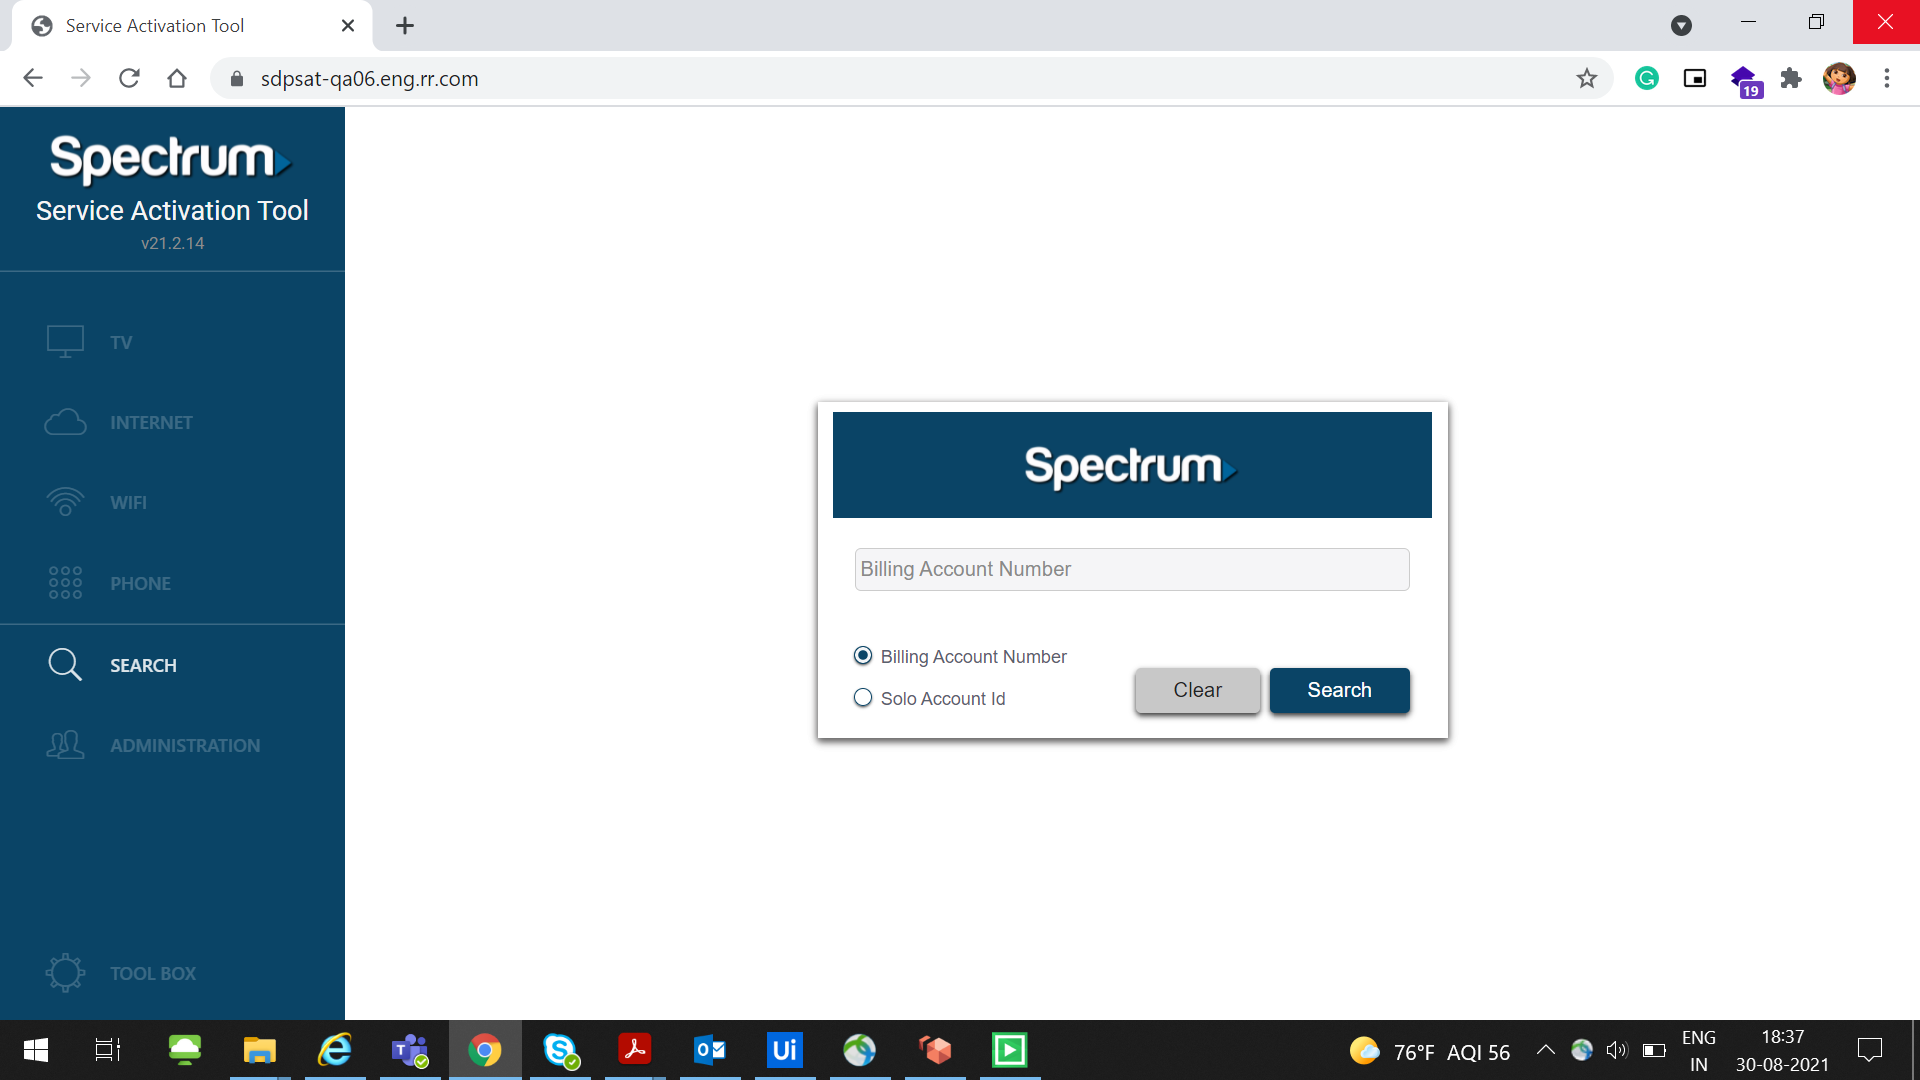 Service Activation Tool
sdpsat-qa06.eng.rr.com
19
Spectrum
Service Activation Tool
v21.2.14
TV
INTERNET
WIFI
PHONE
SEARCH
ADMINISTRATION
TOOL BOX
Spectrum
Billing Account Number
Billing Account Number
Solo Account Id
Clear
Search
76°F AQI 56
ENG
IN
18:37
30-08-2021